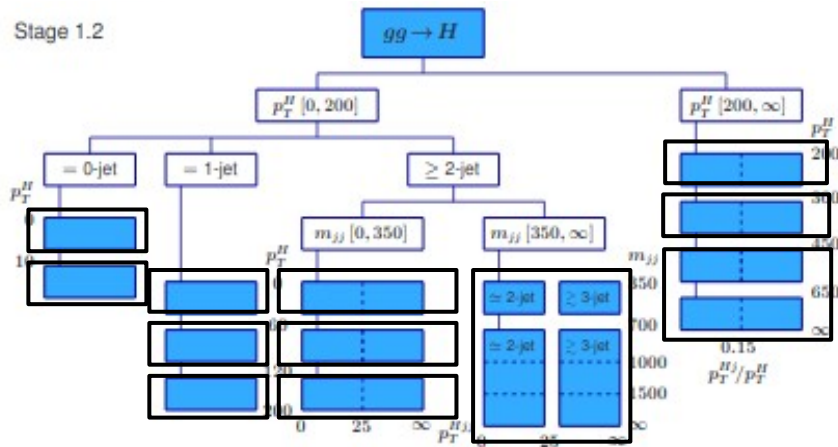 Stage 1.2
gg → H
p_T^H [0, 200]
p_T^H [200, ∞]
= 0-jet
= 1-jet
≥ 2-jet
m_jj [0, 350]
m_jj [350, ∞]
p_T^H
0
10
p_T^H
0
60
120
200
≃ 2-jet
≳ 3-jet
≃ 2-jet
≳ 3-jet
0
25
∞
p_T^Hjj
0
25
∞
m_jj
350
700
1000
1500
∞
p_T^H
200
300
450
650
∞
0.15
p_T^Hj/p_T^H